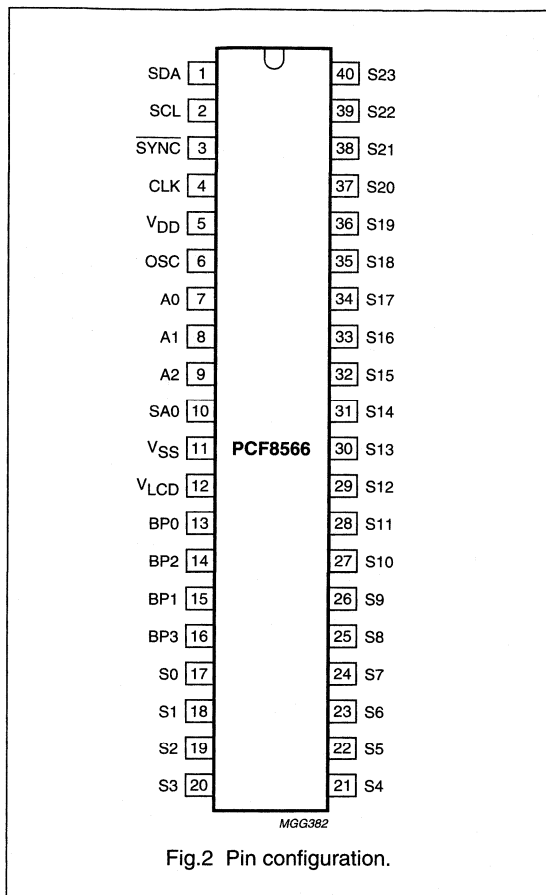 SDA 1 40 S23
SCL 2 39 S22
S̅Y̅N̅C̅ 3 38 S21
CLK 4 37 S20
VDD 5 36 S19
OSC 6 35 S18
A0 7 34 S17
A1 8 33 S16
A2 9 32 S15
SA0 10 31 S14
VSS 11 PCF8566 30 S13
VLCD 12 29 S12
BP0 13 28 S11
BP2 14 27 S10
BP1 15 26 S9
BP3 16 25 S8
S0 17 24 S7
S1 18 23 S6
S2 19 22 S5
S3 20 21 S4
MGG382
Fig.2 Pin configuration.